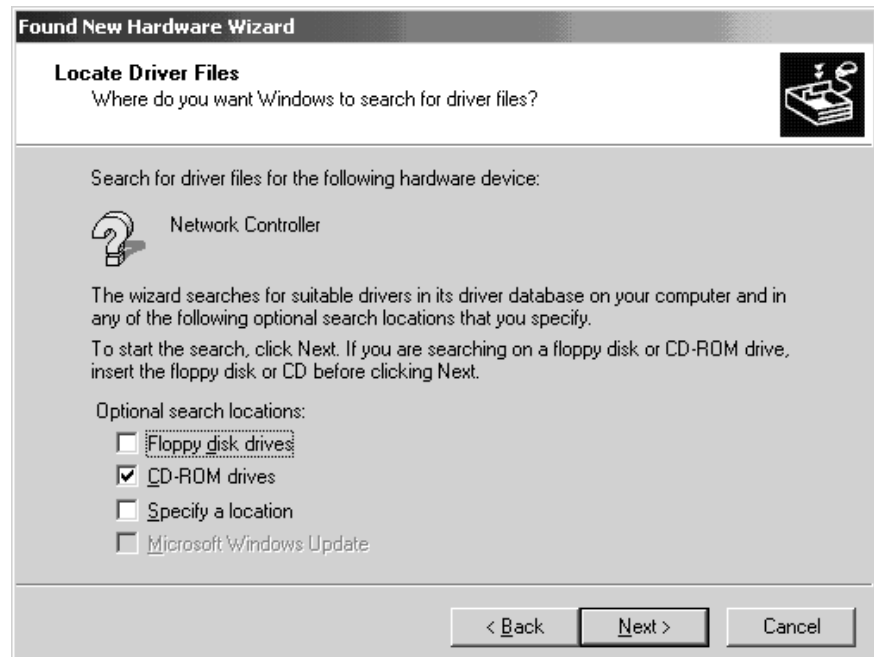 Found New Hardware Wizard
Locate Driver Files
Where do you want Windows to search for driver files?
Search for driver files for the following hardware device:
Network Controller
The wizard searches for suitable drivers in its driver database on your computer and in
any of the following optional search locations that you specify.
To start the search, click Next. If you are searching on a floppy disk or CD-ROM drive,
insert the floppy disk or CD before clicking Next.
Optional search locations:
Floppy disk drives
CD-ROM drives
Specify a location
Microsoft Windows Update
< Back Next > Cancel